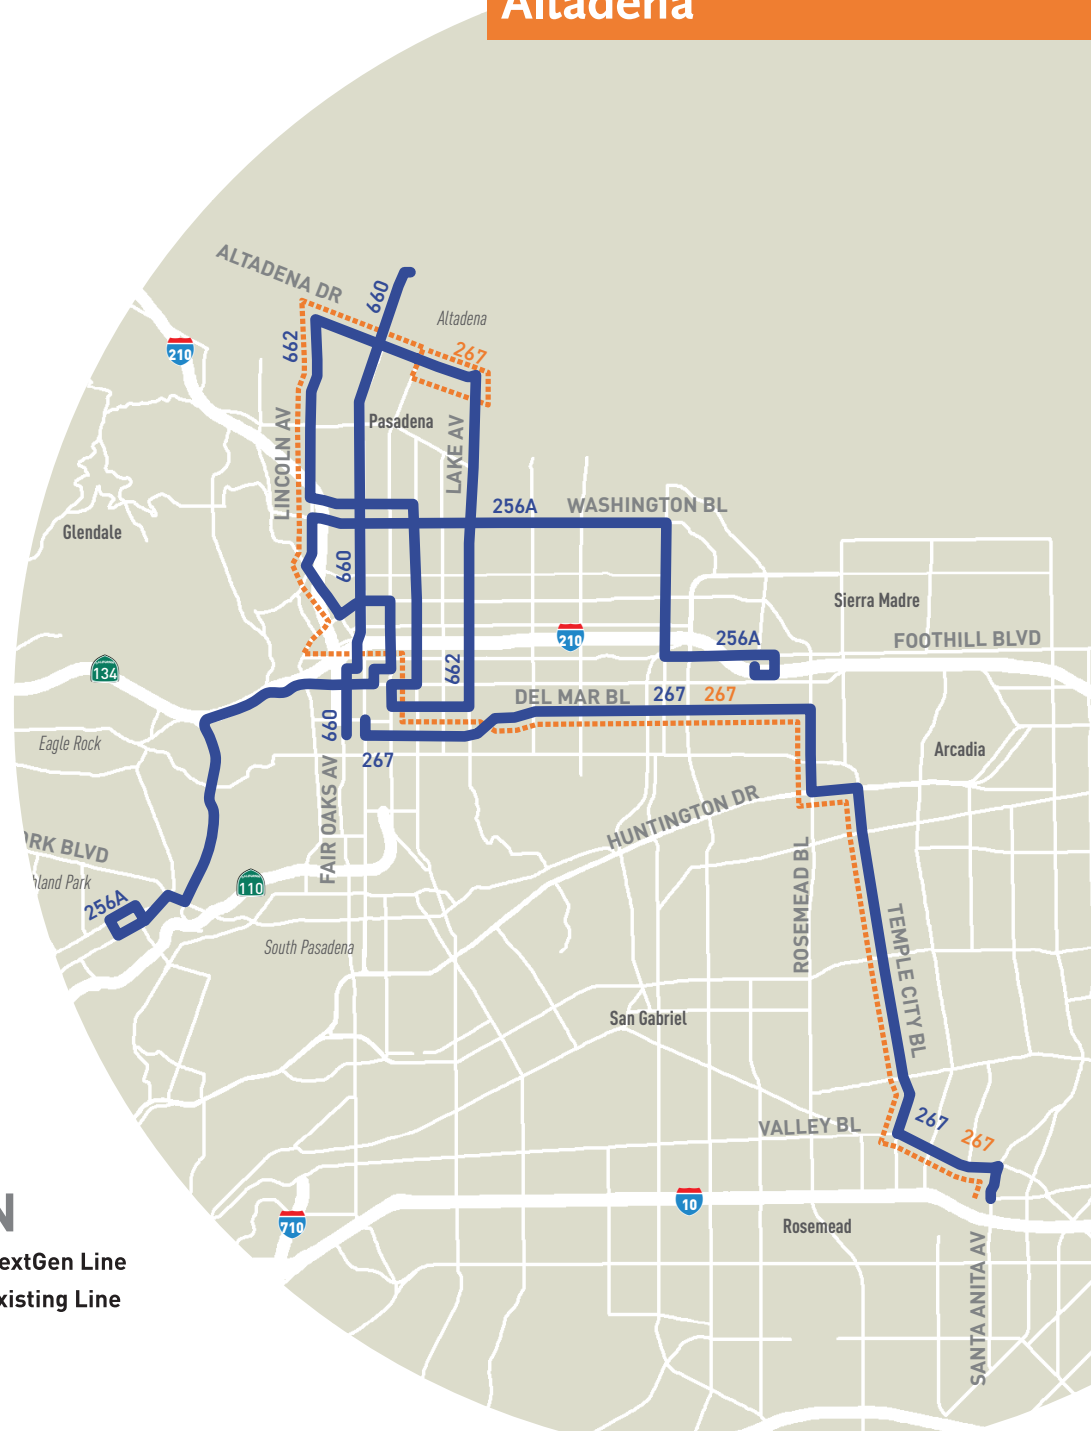 Altadena
ALTADENA DR
660
Altadena
210
662
267
LINCOLN AV
Pasadena
LAKE AV
256A
WASHINGTON BL
Glendale
660
Sierra Madre
210
256A
FOOTHILL BLVD
134
662
DEL MAR BL
267
267
660
Eagle Rock
267
Arcadia
FAIR OAKS AV
HUNTINGTON DR
ORK BLVD
hland Park
110
256A
ROSEMEAD BL
TEMPLE CITY BL
South Pasadena
San Gabriel
VALLEY BL
267
267
N
10
710
Rosemead
SANTA ANITA AV
extGen Line
xisting Line